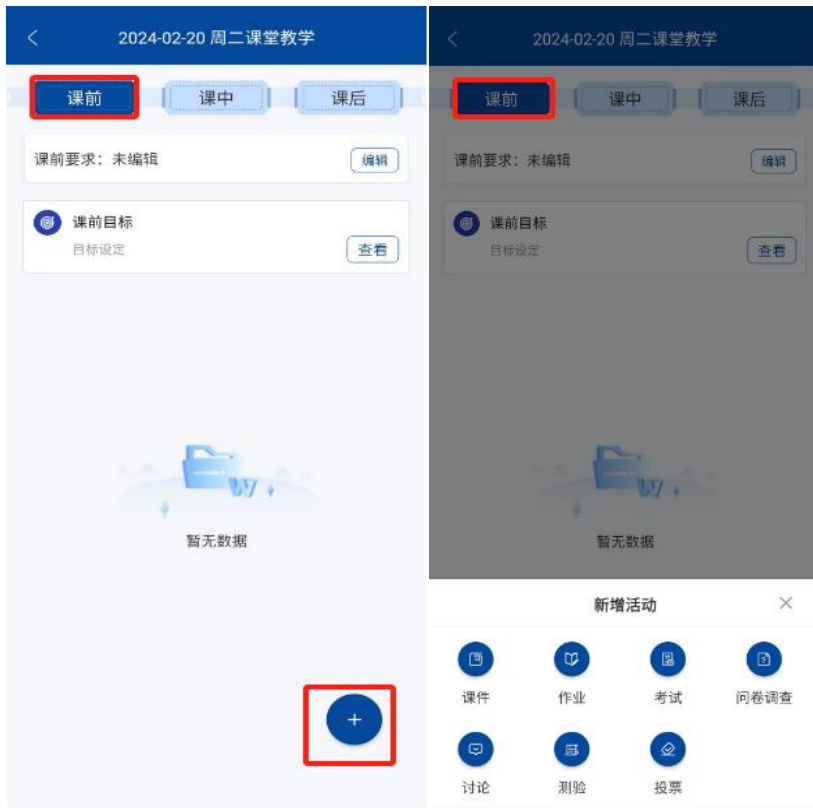 2024-02-20 周二课堂教学
课前 课中 课后
课前要求：未编辑 编辑
课前目标
目标设定 查看
暂无数据
+
2024-02-20 周二课堂教学
课前 课中 课后
课前要求：未编辑 编辑
课前目标
目标设定 查看
暂无数据
新增活动
课件 作业 考试 问卷调查
讨论 测验 投票